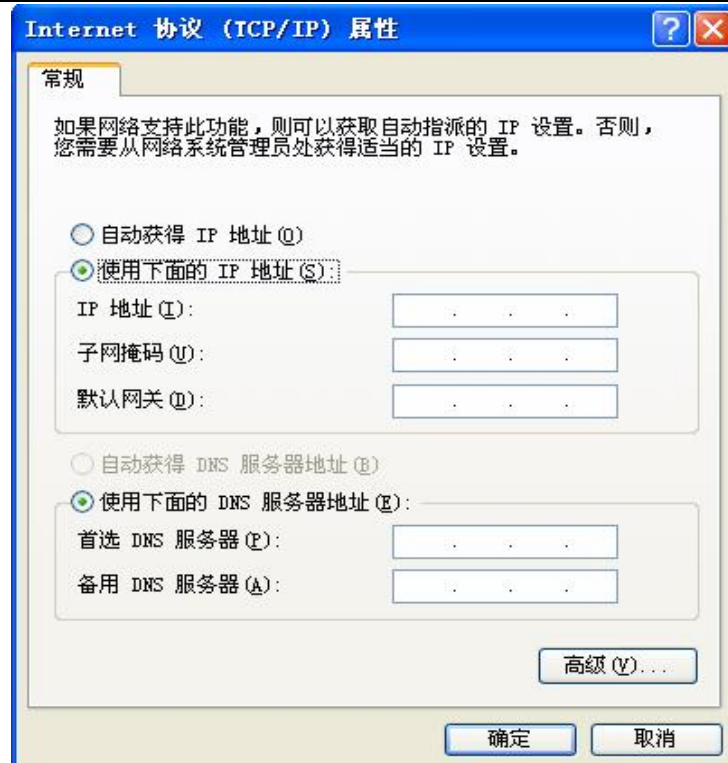 Internet 协议 (TCP/IP) 属性
常规
如果网络支持此功能，则可以获取自动指派的 IP 设置。否则，
您需要从网络系统管理员处获得适当的 IP 设置。
自动获得 IP 地址(O)
使用下面的 IP 地址(S):
IP 地址(I):
子网掩码(U):
默认网关(D):
自动获得 DNS 服务器地址(B)
使用下面的 DNS 服务器地址(E):
首选 DNS 服务器(P):
备用 DNS 服务器(A):
高级(V)...
确定
取消